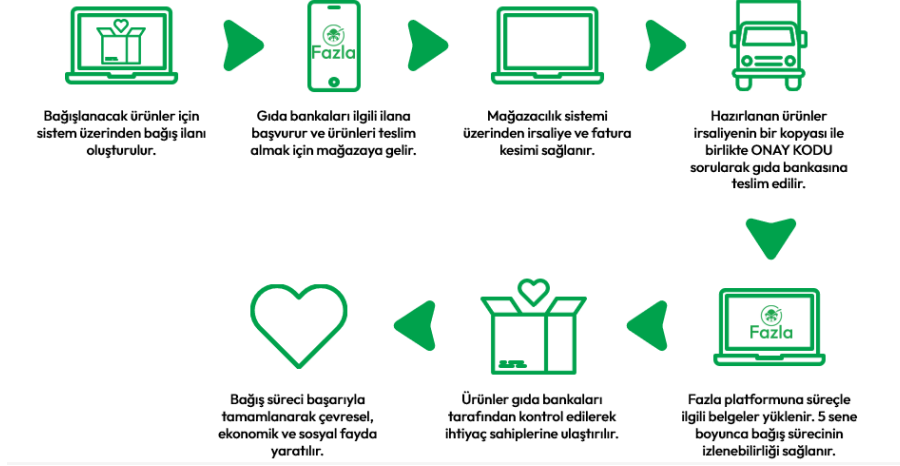 Fazla
Bağışlanacak ürünler için
sistem üzerinden bağış ilanı
oluşturulur.
Gıda bankaları ilgili ilana
başvurur ve ürünleri teslim
almak için mağazaya gelir.
Mağazacılık sistemi
üzerinden irsaliye ve fatura
kesimi sağlanır.
Hazırlanan ürünler
irsaliyenin bir kopyası ile
birlikte ONAY KODU
sorularak gıda bankasına
teslim edilir.
Fazla
Fazla platformuna süreçle
ilgili belgeler yüklenir. 5 sene
boyunca bağış sürecinin
izlenebilirliği sağlanır.
Ürünler gıda bankaları
tarafından kontrol edilerek
ihtiyaç sahiplerine ulaştırılır.
Bağış süreci başarıyla
tamamlanarak çevresel,
ekonomik ve sosyal fayda
yaratılır.